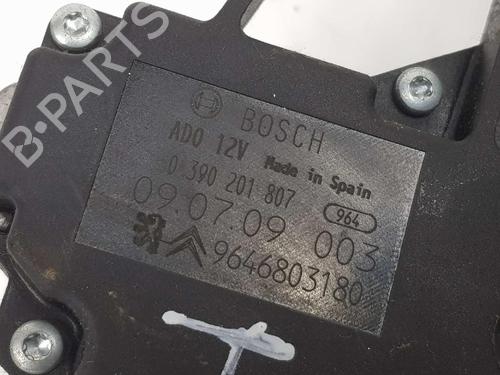 B-PARTS
BOSCH
ADO 12V Made in Spain
0 390 201 807
964
09.07.09 003
9646803180